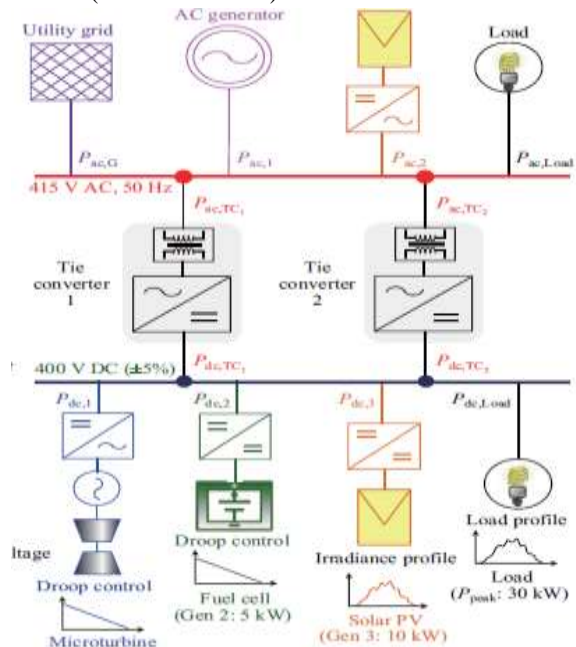 AC generator
Utility grid
Load
P_ac,G
P_ac,1
P_ac,2
P_ac,Load
415 V AC, 50 Hz
P_ac,TC1
P_ac,TC2
Tie
converter
1
Tie
converter
2
400 V DC (±5%)
P_dc,TC1
P_dc,TC2
P_dc,1
P_dc,2
P_dc,3
P_dc,Load
ltage
Droop control
Microturbine
Droop control
Fuel cell
(Gen 2: 5 kW)
Irradiance profile
Solar PV
(Gen 3: 10 kW)
Load profile
Load
(P_peak: 30 kW)